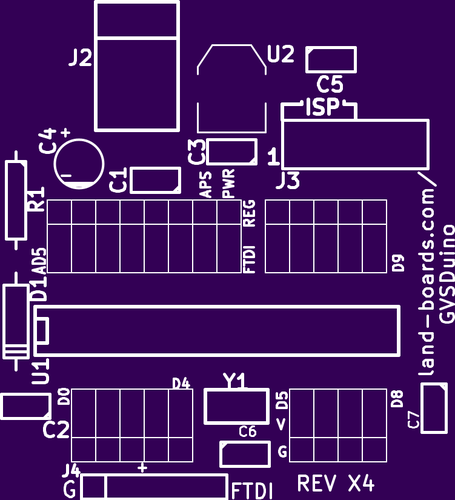 J2
U2
C5
ISP
C4
+
C3
1
C1
APS
PWR
J3
R1
REG
land-boards.com/
GVSDuino
AD5
FTDI
D9
D1
U1
D0
D4
Y1
D5
D8
V
C7
C2
C6
G
J4
+
G
FTDI
REV X4